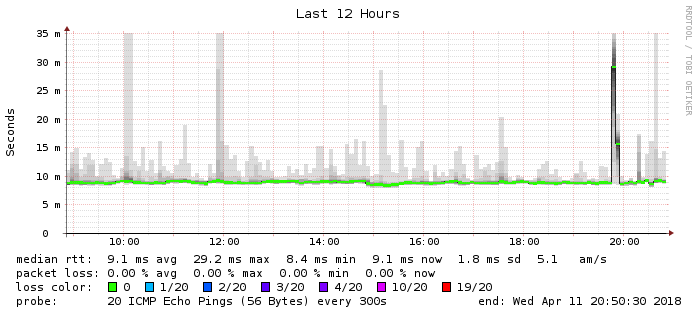 Last 12 Hours
RRDTOOL / TOBI OETIKER
Seconds
35 m
30 m
25 m
20 m
15 m
10 m
5 m
0
10:00 12:00 14:00 16:00 18:00 20:00
median rtt: 9.1 ms avg 29.2 ms max 8.4 ms min 9.1 ms now 1.8 ms sd 5.1 am/s
packet loss: 0.00 % avg 0.00 % max 0.00 % min 0.00 % now
loss color: 0 1/20 2/20 3/20 4/20 10/20 19/20
probe: 20 ICMP Echo Pings (56 Bytes) every 300s end: Wed Apr 11 20:50:30 2018